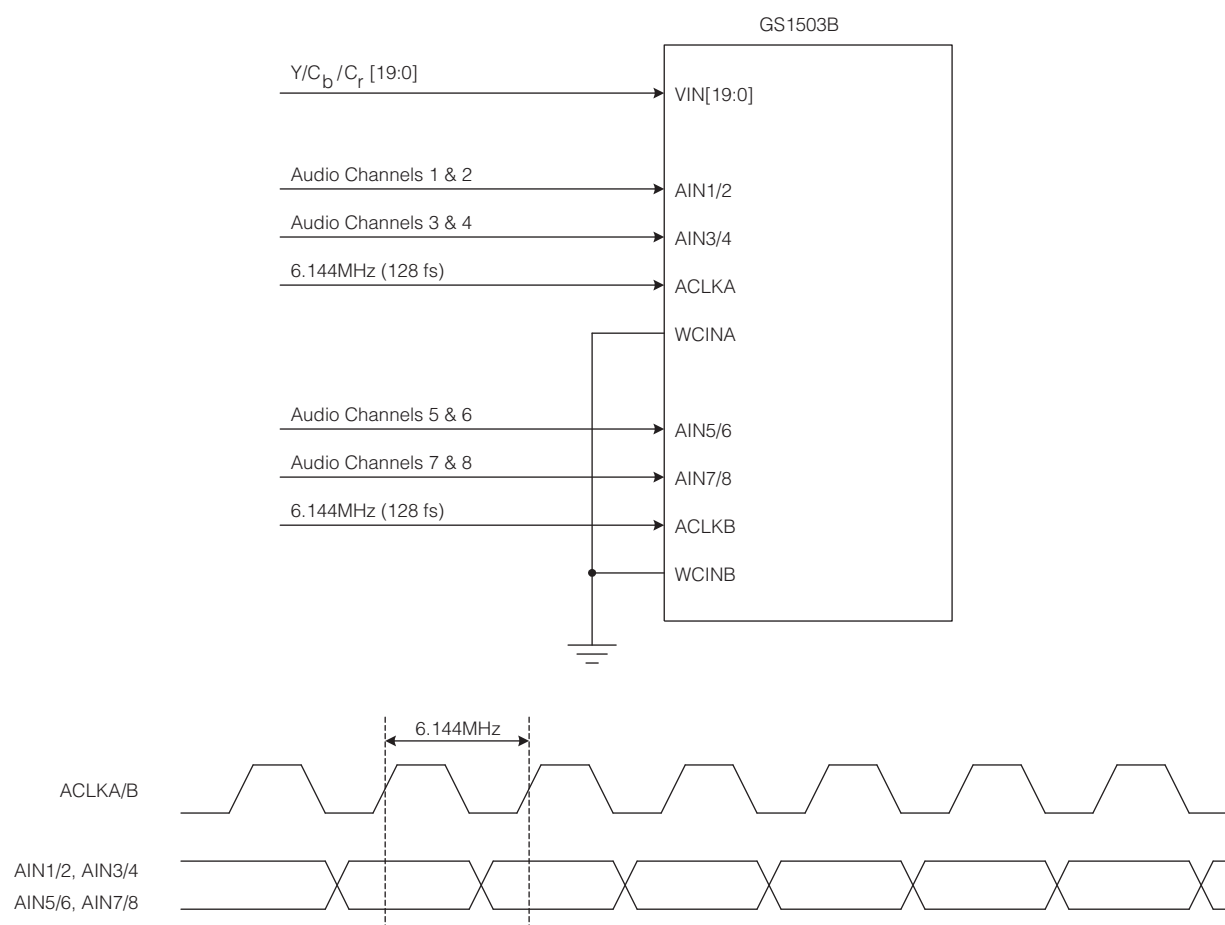 GS1503B
Y/Cb/Cr [19:0]
VIN[19:0]
Audio Channels 1 & 2
AIN1/2
Audio Channels 3 & 4
AIN3/4
6.144MHz (128 fs)
ACLKA
WCINA
Audio Channels 5 & 6
AIN5/6
Audio Channels 7 & 8
AIN7/8
6.144MHz (128 fs)
ACLKB
WCINB
6.144MHz
ACLKA/B
AIN1/2, AIN3/4
AIN5/6, AIN7/8